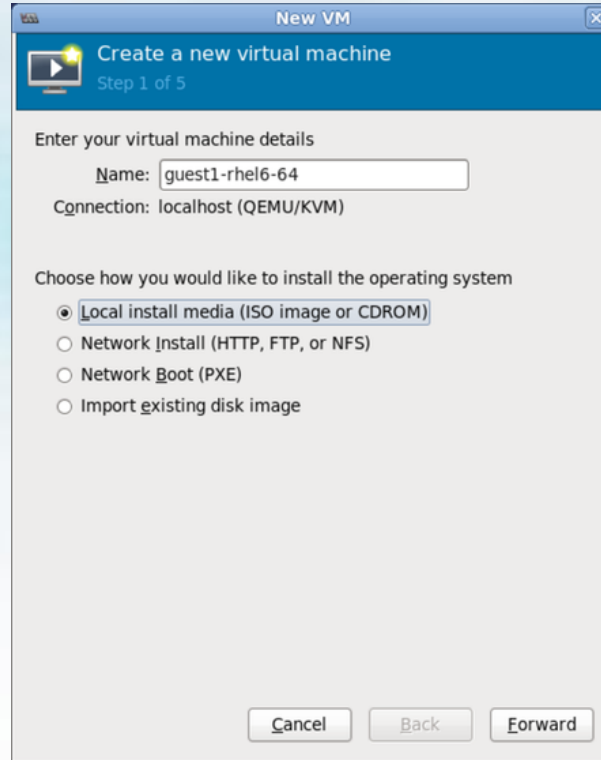 New VM
Create a new virtual machine
Step 1 of 5
Enter your virtual machine details
Name: guest1-rhel6-64
Connection: localhost (QEMU/KVM)
Choose how you would like to install the operating system
Local install media (ISO image or CDROM)
Network Install (HTTP, FTP, or NFS)
Network Boot (PXE)
Import existing disk image
Cancel Back Forward